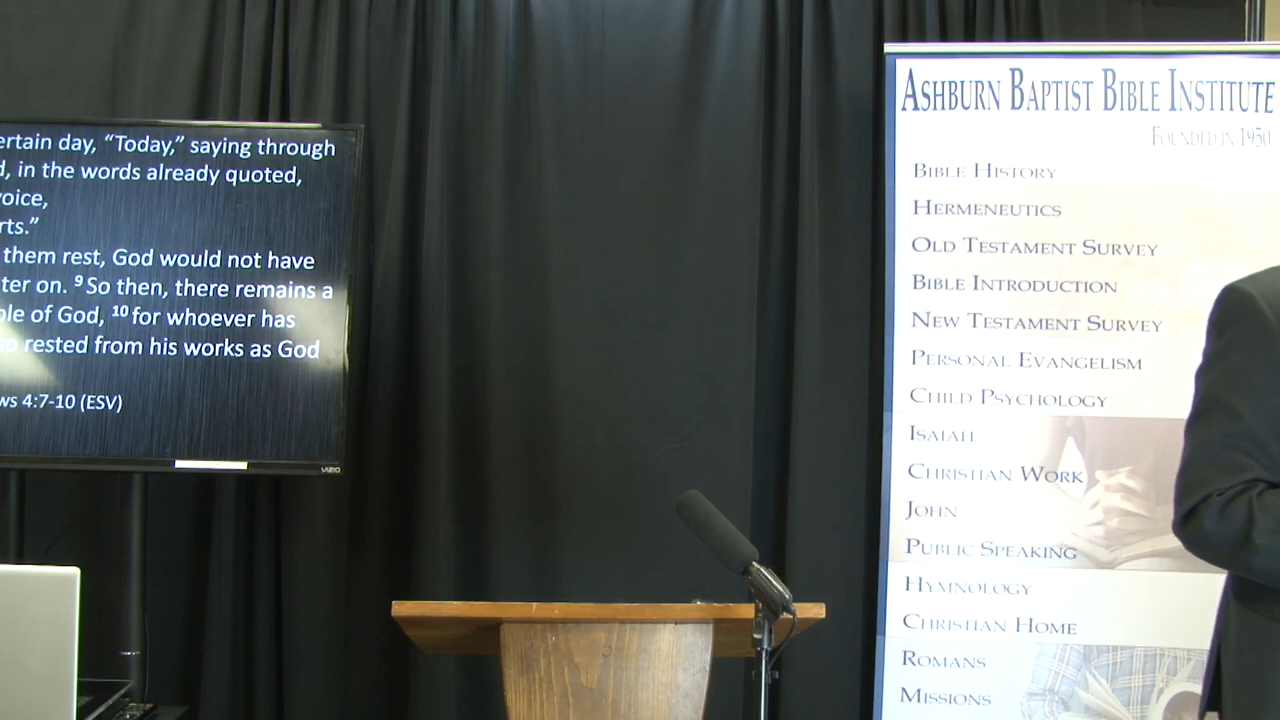 ertain day, “Today,” saying through
d, in the words already quoted,
voice,
rts.”
them rest, God would not have
ter on. 9 So then, there remains a
ple of God, 10 for whoever has
so rested from his works as God
ws 4:7-10 (ESV)
VIZIO
ASHBURN BAPTIST BIBLE INSTITUTE
FOUNDED IN 1950
BIBLE HISTORY
HERMENEUTICS
OLD TESTAMENT SURVEY
BIBLE INTRODUCTION
NEW TESTAMENT SURVEY
PERSONAL EVANGELISM
CHILD PSYCHOLOGY
ISAIAH
CHRISTIAN WORK
JOHN
PUBLIC SPEAKING
HYMNOLOGY
CHRISTIAN HOME
ROMANS
MISSIONS